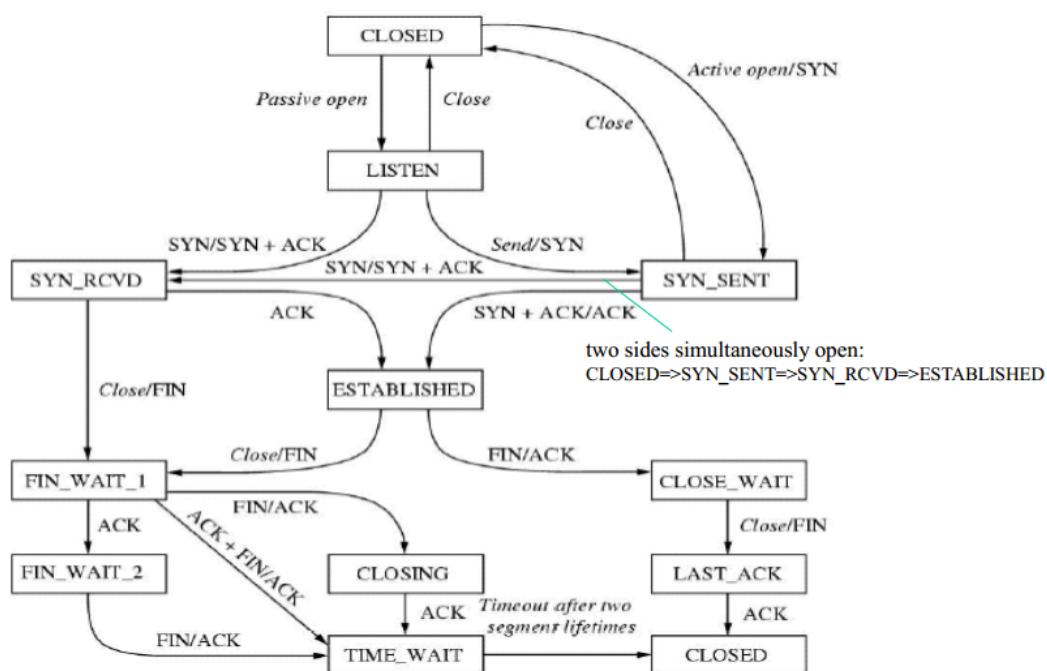 CLOSED
Active open/SYN
Passive open
Close
Close
LISTEN
SYN/SYN + ACK
Send/SYN
SYN/SYN + ACK
SYN_RCVD
SYN_SENT
ACK
SYN + ACK/ACK
two sides simultaneously open:
CLOSED=>SYN_SENT=>SYN_RCVD=>ESTABLISHED
Close/FIN
ESTABLISHED
Close/FIN
FIN/ACK
FIN_WAIT_1
CLOSE_WAIT
FIN/ACK
ACK
ACK + FIN/ACK
Close/FIN
FIN_WAIT_2
CLOSING
LAST_ACK
ACK
Timeout after two
segment lifetimes
ACK
FIN/ACK
TIME_WAIT
CLOSED